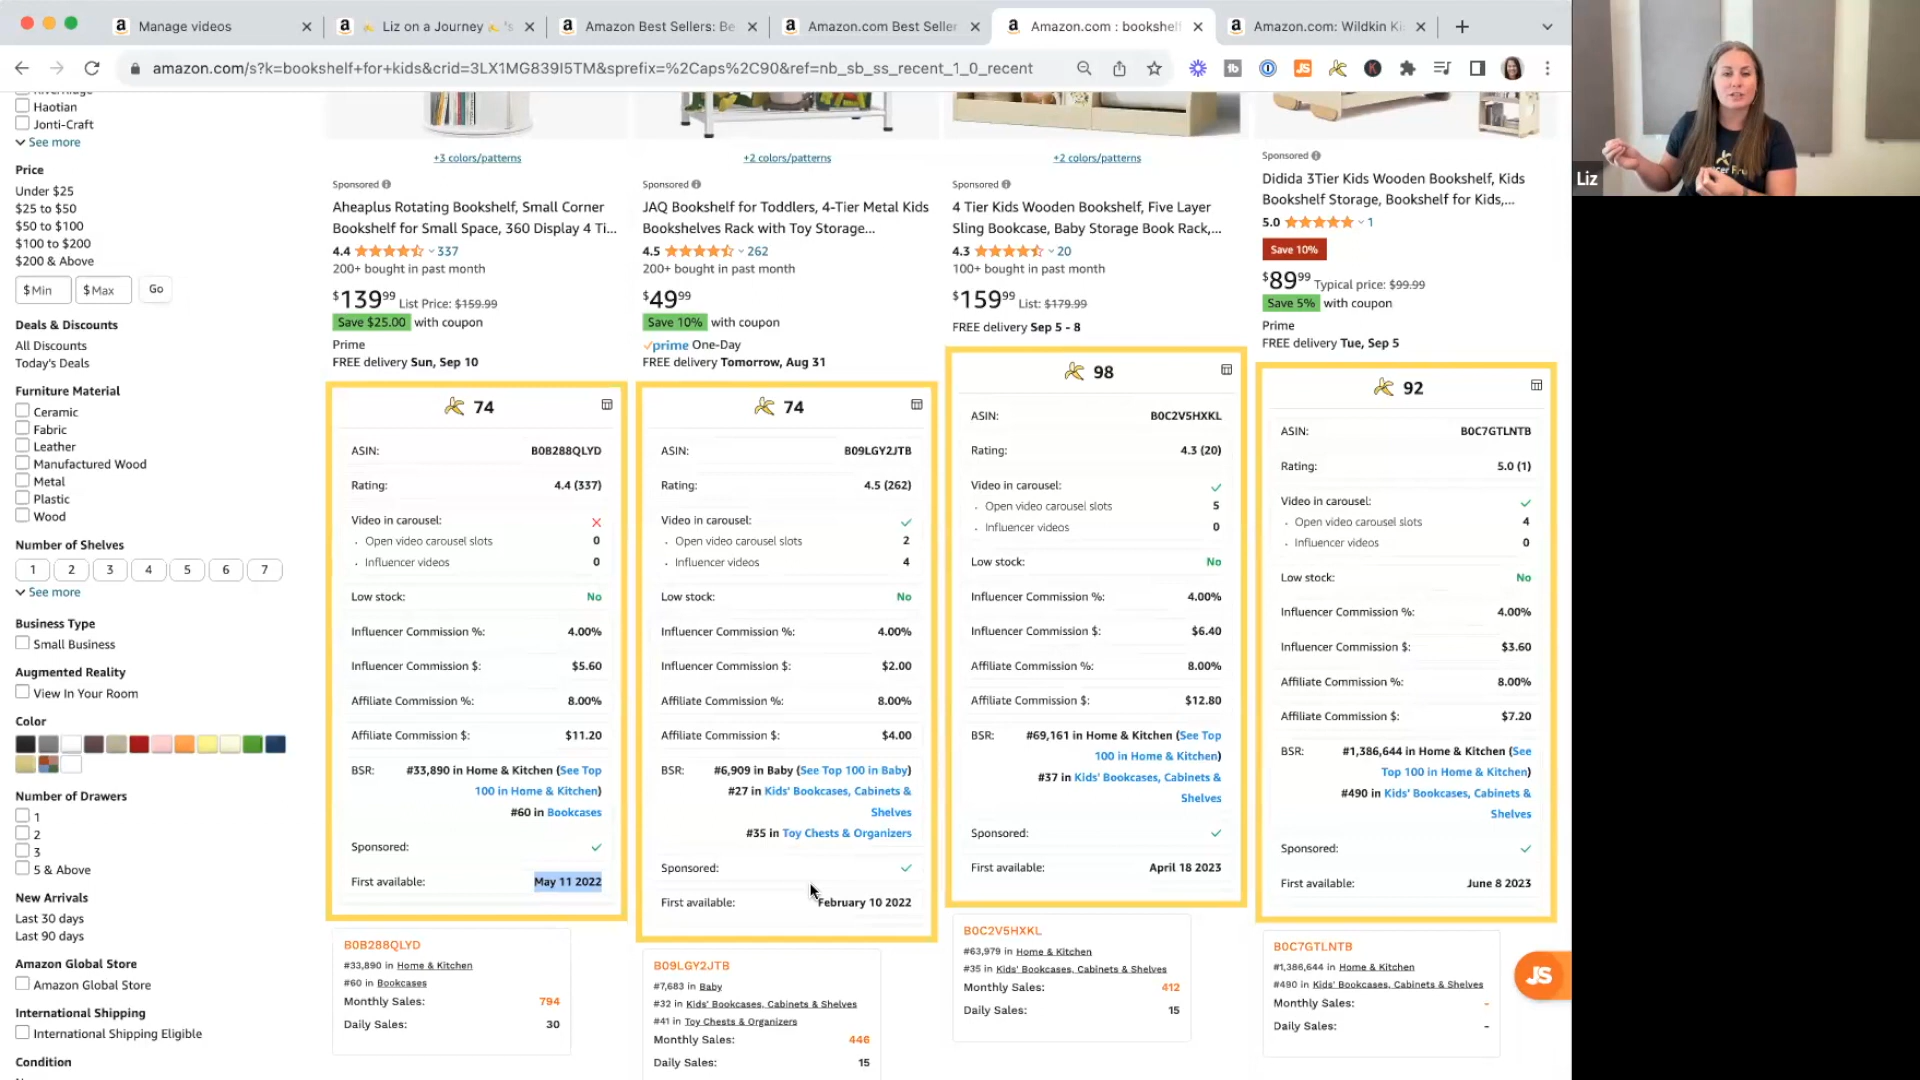 Manage videos
Liz on a Journey 's
Amazon Best Sellers: Be
Amazon.com Best Seller
Amazon.com : bookshelf
Amazon.com: Wildkin Ki
amazon.com/s?k=bookshelf+for+kids&crid=3LX1MG839I5TM&sprefix=%2Caps%2C90&ref=nb_sb_ss_recent_1_0_recent
Haotian
Jonti-Craft
See more
Price
Under $25
$25 to $50
$50 to $100
$100 to $200
$200 & Above
$ Min
$ Max
Go
Deals & Discounts
All Discounts
Today's Deals
Furniture Material
Ceramic
Fabric
Leather
Manufactured Wood
Metal
Plastic
Wood
Number of Shelves
1 2 3 4 5 6 7
See more
Business Type
Small Business
Augmented Reality
View In Your Room
Color
Number of Drawers
1
2
3
5 & Above
New Arrivals
Last 30 days
Last 90 days
Amazon Global Store
Amazon Global Store
International Shipping
International Shipping Eligible
Condition
+3 colors/patterns
Sponsored
Aheaplus Rotating Bookshelf, Small Corner
Bookshelf for Small Space, 360 Display 4 Ti...
4.4 337
200+ bought in past month
$139.99 List Price: $159.99
Save $25.00 with coupon
Prime
FREE delivery Sun, Sep 10
74
ASIN: B0B288QLYD
Rating: 4.4 (337)
Video in carousel:
Open video carousel slots 0
Influencer videos 0
Low stock: No
Influencer Commission %: 4.00%
Influencer Commission $: $5.60
Affiliate Commission %: 8.00%
Affiliate Commission $: $11.20
BSR: #33,890 in Home & Kitchen (See Top
100 in Home & Kitchen)
#60 in Bookcases
Sponsored:
First available: May 11 2022
B0B288QLYD
#33,890 in Home & Kitchen
#60 in Bookcases
Monthly Sales: 794
Daily Sales: 30
+2 colors/patterns
Sponsored
JAQ Bookshelf for Toddlers, 4-Tier Metal Kids
Bookshelves Rack with Toy Storage...
4.5 262
200+ bought in past month
$49.99
Save 10% with coupon
prime One-Day
FREE delivery Tomorrow, Aug 31
74
ASIN: B09LGY2JTB
Rating: 4.5 (262)
Video in carousel:
Open video carousel slots 2
Influencer videos 4
Low stock: No
Influencer Commission %: 4.00%
Influencer Commission $: $2.00
Affiliate Commission %: 8.00%
Affiliate Commission $: $4.00
BSR: #6,909 in Baby (See Top 100 in Baby)
#27 in Kids' Bookcases, Cabinets &
Shelves
#35 in Toy Chests & Organizers
Sponsored:
First available: February 10 2022
B09LGY2JTB
#7,683 in Baby
#32 in Kids' Bookcases, Cabinets & Shelves
#41 in Toy Chests & Organizers
Monthly Sales: 446
Daily Sales: 15
+2 colors/patterns
Sponsored
4 Tier Kids Wooden Bookshelf, Five Layer
Sling Bookcase, Baby Storage Book Rack,...
4.3 20
100+ bought in past month
$159.99 List: $179.99
FREE delivery Sep 5 - 8
98
ASIN: B0C2V5HXKL
Rating: 4.3 (20)
Video in carousel:
Open video carousel slots 5
Influencer videos 0
Low stock: No
Influencer Commission %: 4.00%
Influencer Commission $: $6.40
Affiliate Commission %: 8.00%
Affiliate Commission $: $12.80
BSR: #69,161 in Home & Kitchen (See Top
100 in Home & Kitchen)
#37 in Kids' Bookcases, Cabinets &
Shelves
Sponsored:
First available: April 18 2023
B0C2V5HXKL
#63,979 in Home & Kitchen
#35 in Kids' Bookcases, Cabinets & Shelves
Monthly Sales: 412
Daily Sales: 15
Sponsored
Didida 3Tier Kids Wooden Bookshelf, Kids
Bookshelf Storage, Bookshelf for Kids,...
5.0 1
Save 10%
$89.99 Typical price: $99.99
Save 5% with coupon
Prime
FREE delivery Tue, Sep 5
92
ASIN: B0C7GTLNTB
Rating: 5.0 (1)
Video in carousel:
Open video carousel slots 4
Influencer videos 0
Low stock: No
Influencer Commission %: 4.00%
Influencer Commission $: $3.60
Affiliate Commission %: 8.00%
Affiliate Commission $: $7.20
BSR: #1,386,644 in Home & Kitchen (See
Top 100 in Home & Kitchen)
#490 in Kids' Bookcases, Cabinets &
Shelves
Sponsored:
First available: June 8 2023
B0C7GTLNTB
#1,386,644 in Home & Kitchen
#490 in Kids' Bookcases, Cabinets & Shelves
Monthly Sales: -
Daily Sales: -
JS
Liz